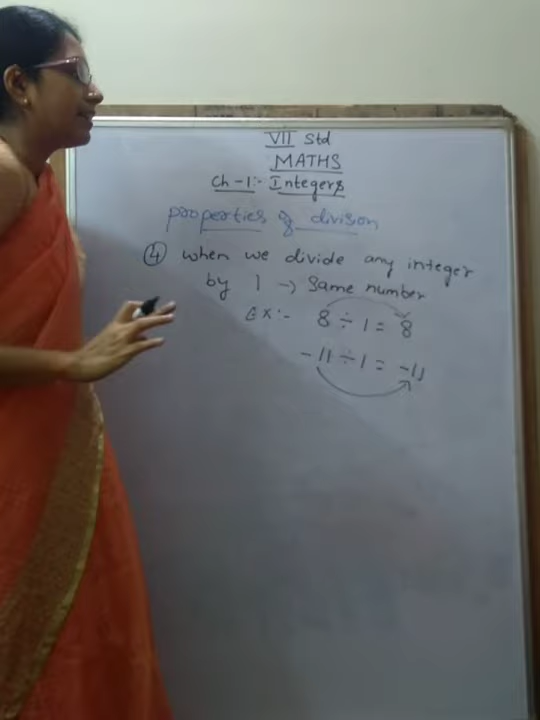 VII Std
MATHS
Ch-1:- Integers
properties of division
④ when we divide any integer
by 1 → Same number
Ex:- 8 ÷ 1 = 8
-11 ÷ 1 = -11